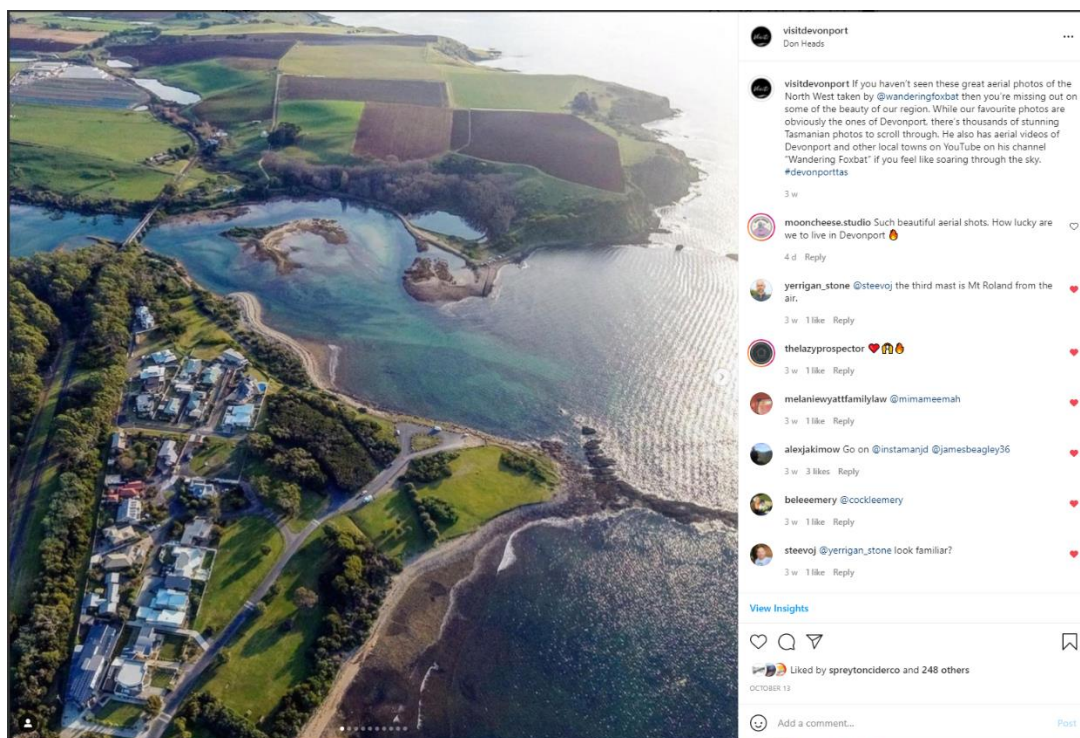 visitdevonport
Don Heads
visitdevonport If you haven't seen these great aerial photos of the
North West taken by @wanderingfoxbat then you're missing out on
some of the beauty of our region. While our favourite photos are
obviously the ones of Devonport, there's thousands of stunning
Tasmanian photos to scroll through. He also has aerial videos of
Devonport and other local towns on YouTube on his channel
"Wandering Foxbat" if you feel like soaring through the sky.
#devonporttas
3 w
mooncheese.studio Such beautiful aerial shots. How lucky are
we to live in Devonport 🔥
4 d Reply
yerrigan_stone @steevoj the third mast is Mt Roland from the
air.
3 w 1 like Reply
thelazyprospector ❤️🙌🔥
3 w 1 like Reply
melaniewyattfamilylaw @mimameemah
3 w 1 like Reply
alexjakimow Go on @instamanjd @jamesbeagley36
3 w 3 likes Reply
beleeemery @cockleemery
3 w 1 like Reply
steevoj @yerrigan_stone look familiar?
3 w 1 like Reply
View Insights
Liked by spreytonciderco and 248 others
OCTOBER 13
Add a comment...
Post